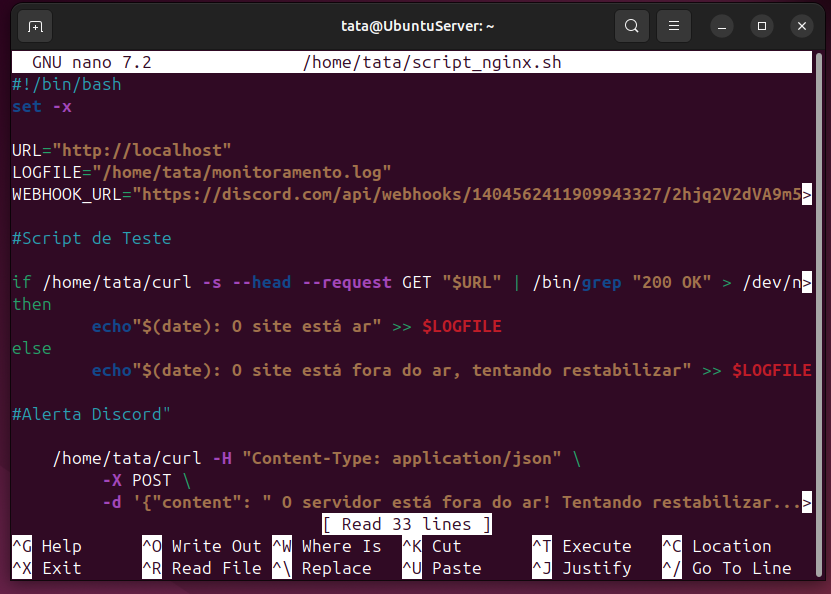 tata@UbuntuServer: ~
GNU nano 7.2 /home/tata/script_nginx.sh
#!/bin/bash
set -x
URL="http://localhost"
LOGFILE="/home/tata/monitoramento.log"
WEBHOOK_URL="https://discord.com/api/webhooks/1404562411909943327/2hjq2V2dVA9m5>
#Script de Teste
if /home/tata/curl -s --head --request GET "$URL" | /bin/grep "200 OK" > /dev/n>
then
echo"$(date): O site está ar" >> $LOGFILE
else
echo"$(date): O site está fora do ar, tentando restabilizar" >> $LOGFILE
#Alerta Discord"
/home/tata/curl -H "Content-Type: application/json" \
-X POST \
-d '{"content": " O servidor está fora do ar! Tentando restabilizar...>
[ Read 33 lines ]
^G Help ^O Write Out ^W Where Is ^K Cut ^T Execute ^C Location
^X Exit ^R Read File ^\ Replace ^U Paste ^J Justify ^/ Go To Line